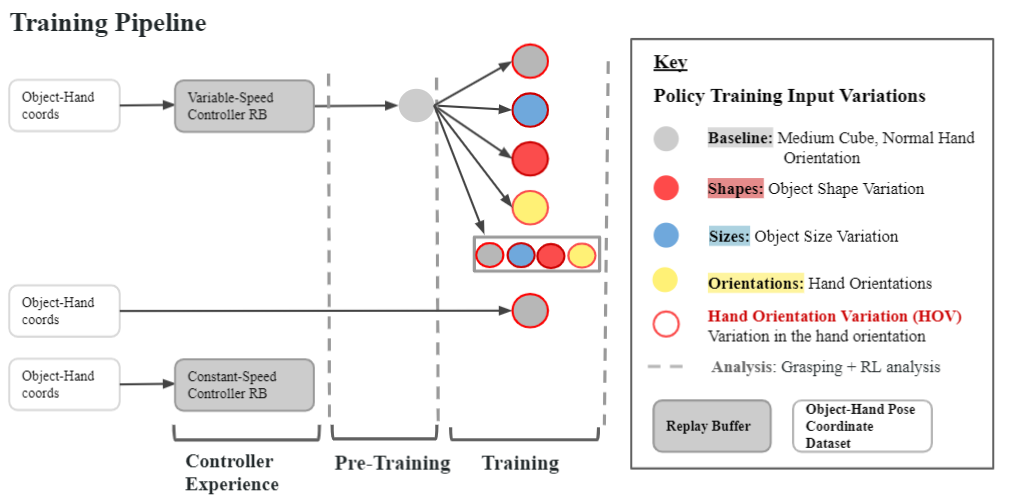 Training Pipeline
Object-Hand
coords
Variable-Speed
Controller RB
Object-Hand
coords
Object-Hand
coords
Constant-Speed
Controller RB
Controller
Experience
Pre-Training
Training
Key
Policy Training Input Variations
Baseline: Medium Cube, Normal Hand
Orientation
Shapes: Object Shape Variation
Sizes: Object Size Variation
Orientations: Hand Orientations
Hand Orientation Variation (HOV)
Variation in the hand orientation
Analysis: Grasping + RL analysis
Replay Buffer
Object-Hand Pose
Coordinate
Dataset